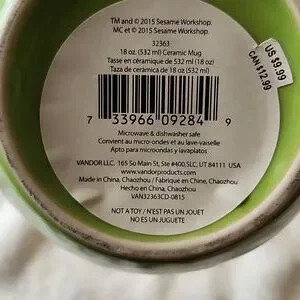 TM and © 2015 Sesame Workshop.
MC et © 2015 Sesame Workshop.
32363
18 oz. (532 ml) Ceramic Mug
Tasse en céramique de 532 ml (18 oz)
Taza de cerámica de 18 oz (532 ml)
7 33966 09284 9
Microwave & dishwasher safe
Convient au micro-ondes et au lave-vaiselle
Apto para microondas y lavaplatos
VANDOR LLC. 165 So Main St, Ste #400,SLC, UT 84111 USA
www.vandorproducts.com
Made in China, Chaozhou / Fabrique en Chine, Chaozhou
Hecho en China, Chaozhou
VAN32363CD-0815
NOT A TOY / N'EST PAS UN JOUET
NO ES UN JUGUETE
US $9.99
CAN $12.99